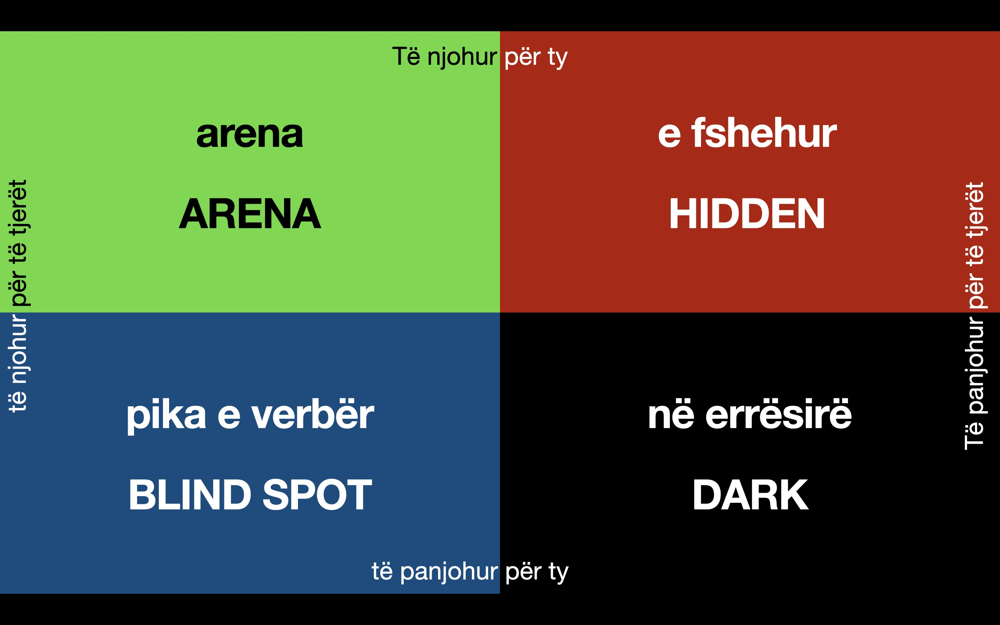 Të njohur për ty
arena
ARENA
e fshehur
HIDDEN
të njohur për të tjerët
Të panjohur për të tjerët
pika e verbër
BLIND SPOT
në errësirë
DARK
të panjohur për ty